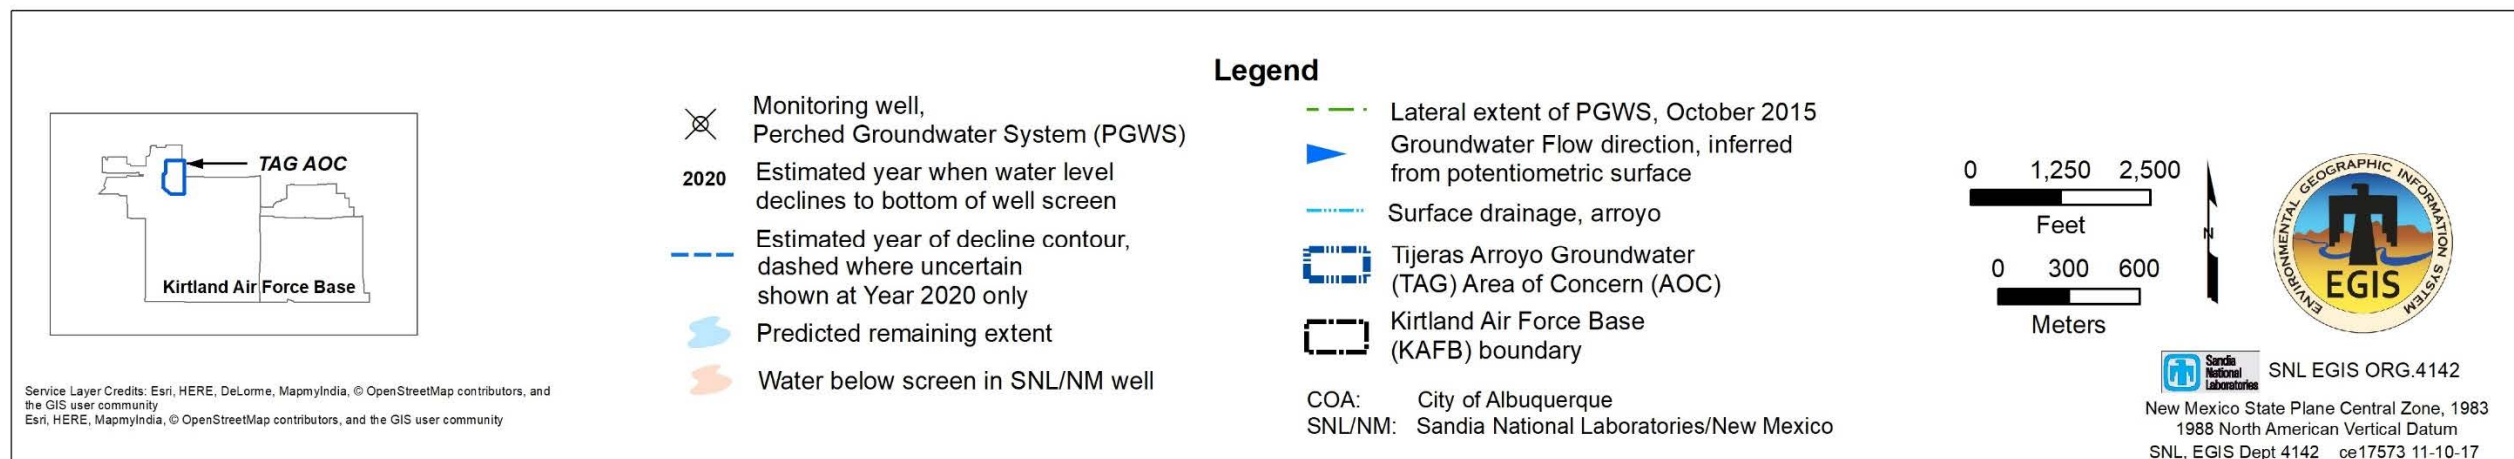 Legend
TAG AOC
Kirtland Air Force Base
Service Layer Credits: Esri, HERE, DeLorme, MapmyIndia, © OpenStreetMap contributors, and
the GIS user community
Esri, HERE, MapmyIndia, © OpenStreetMap contributors, and the GIS user community
Monitoring well,
Perched Groundwater System (PGWS)
2020 Estimated year when water level
declines to bottom of well screen
Estimated year of decline contour,
dashed where uncertain
shown at Year 2020 only
Predicted remaining extent
Water below screen in SNL/NM well
Lateral extent of PGWS, October 2015
Groundwater Flow direction, inferred
from potentiometric surface
Surface drainage, arroyo
Tijeras Arroyo Groundwater
(TAG) Area of Concern (AOC)
Kirtland Air Force Base
(KAFB) boundary
COA: City of Albuquerque
SNL/NM: Sandia National Laboratories/New Mexico
0 1,250 2,500
Feet
0 300 600
Meters
N
ENVIRONMENTAL GEOGRAPHIC INFORMATION SYSTEM
EGIS
Sandia
National
Laboratories
SNL EGIS ORG.4142
New Mexico State Plane Central Zone, 1983
1988 North American Vertical Datum
SNL, EGIS Dept 4142 ce17573 11-10-17